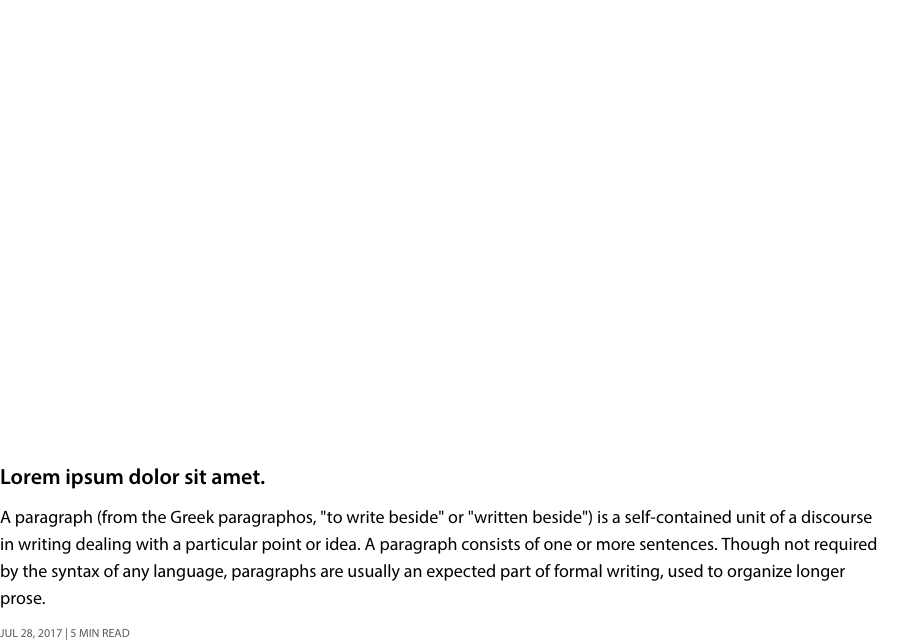 Lorem ipsum dolor sit amet.
A paragraph (from the Greek paragraphos, "to write beside" or "written beside") is a self-contained unit of a discourse
in writing dealing with a particular point or idea. A paragraph consists of one or more sentences. Though not required
by the syntax of any language, paragraphs are usually an expected part of formal writing, used to organize longer
prose.
JUL 28, 2017 | 5 MIN READ